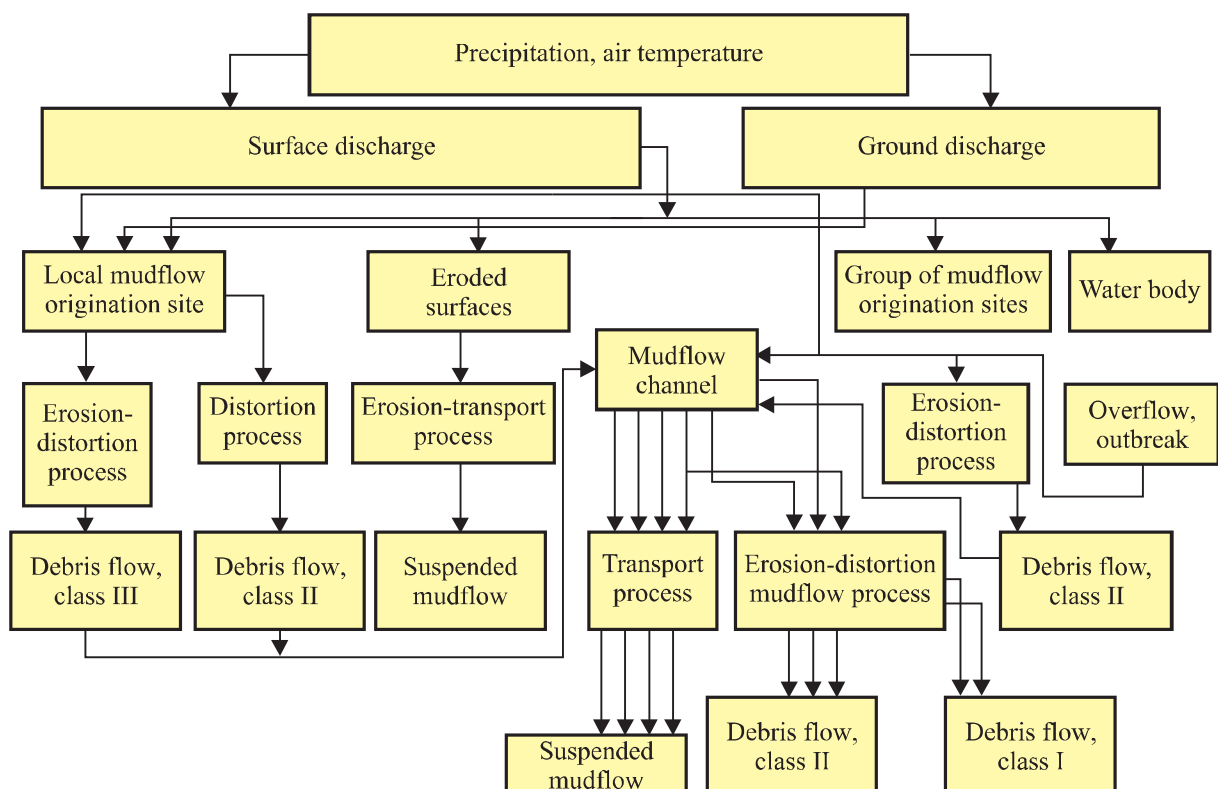 Precipitation, air temperature
Surface discharge
Ground discharge
Local mudflow
origination site
Eroded
surfaces
Group of mudflow
origination sites
Water body
Mudflow
channel
Erosion-
distortion
process
Distortion
process
Erosion-transport
process
Erosion-
distortion
process
Overflow,
outbreak
Debris flow,
class III
Debris flow,
class II
Suspended
mudflow
Transport
process
Erosion-distortion
mudflow process
Debris flow,
class II
Suspended
mudflow
Debris flow,
class II
Debris flow,
class I